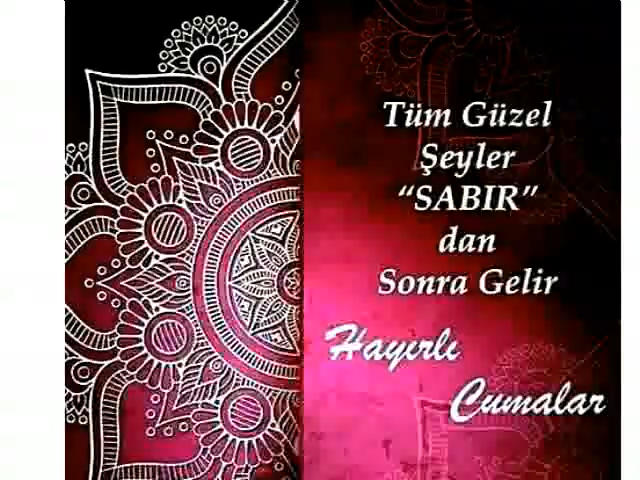 Tüm Güzel
Şeyler
“SABIR”
dan
Sonra Gelir
Hayırlı
Cumalar